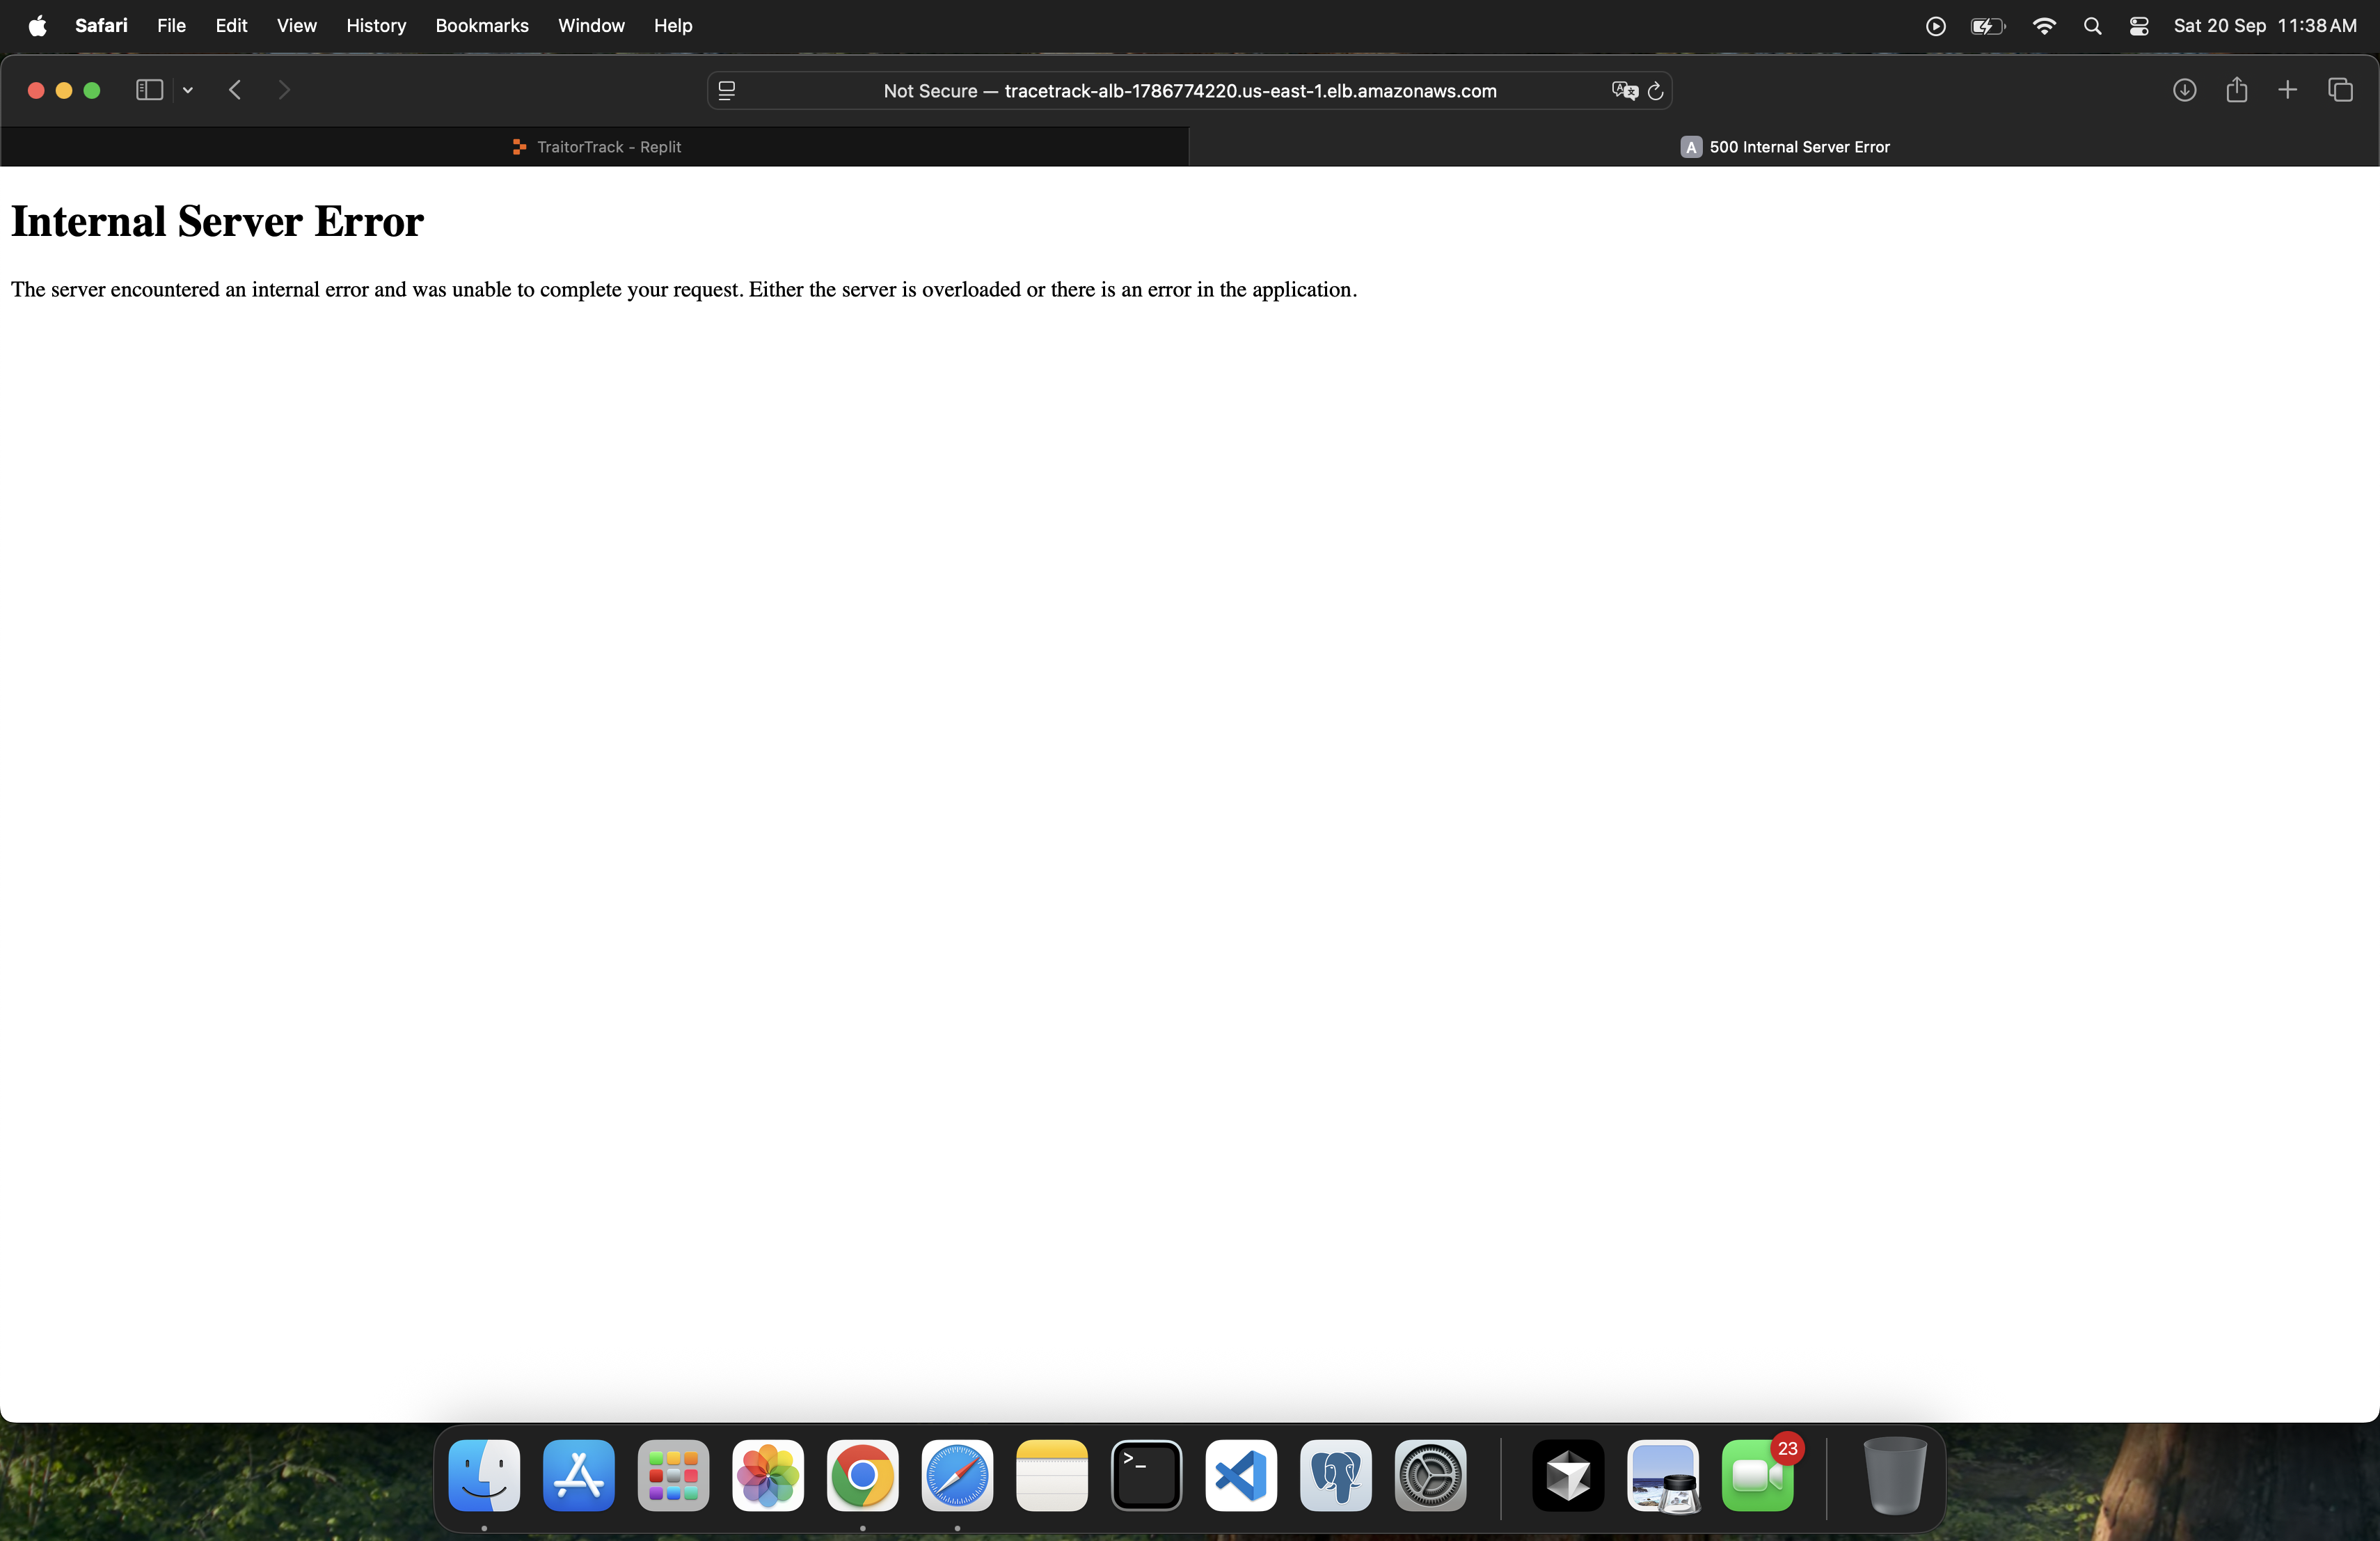 Safari File Edit View History Bookmarks Window Help Sat 20 Sep 11:38 AM
Not Secure — tracetrack-alb-1786774220.us-east-1.elb.amazonaws.com
TraitorTrack - Replit A 500 Internal Server Error
Internal Server Error
The server encountered an internal error and was unable to complete your request. Either the server is overloaded or there is an error in the application.
23
>_